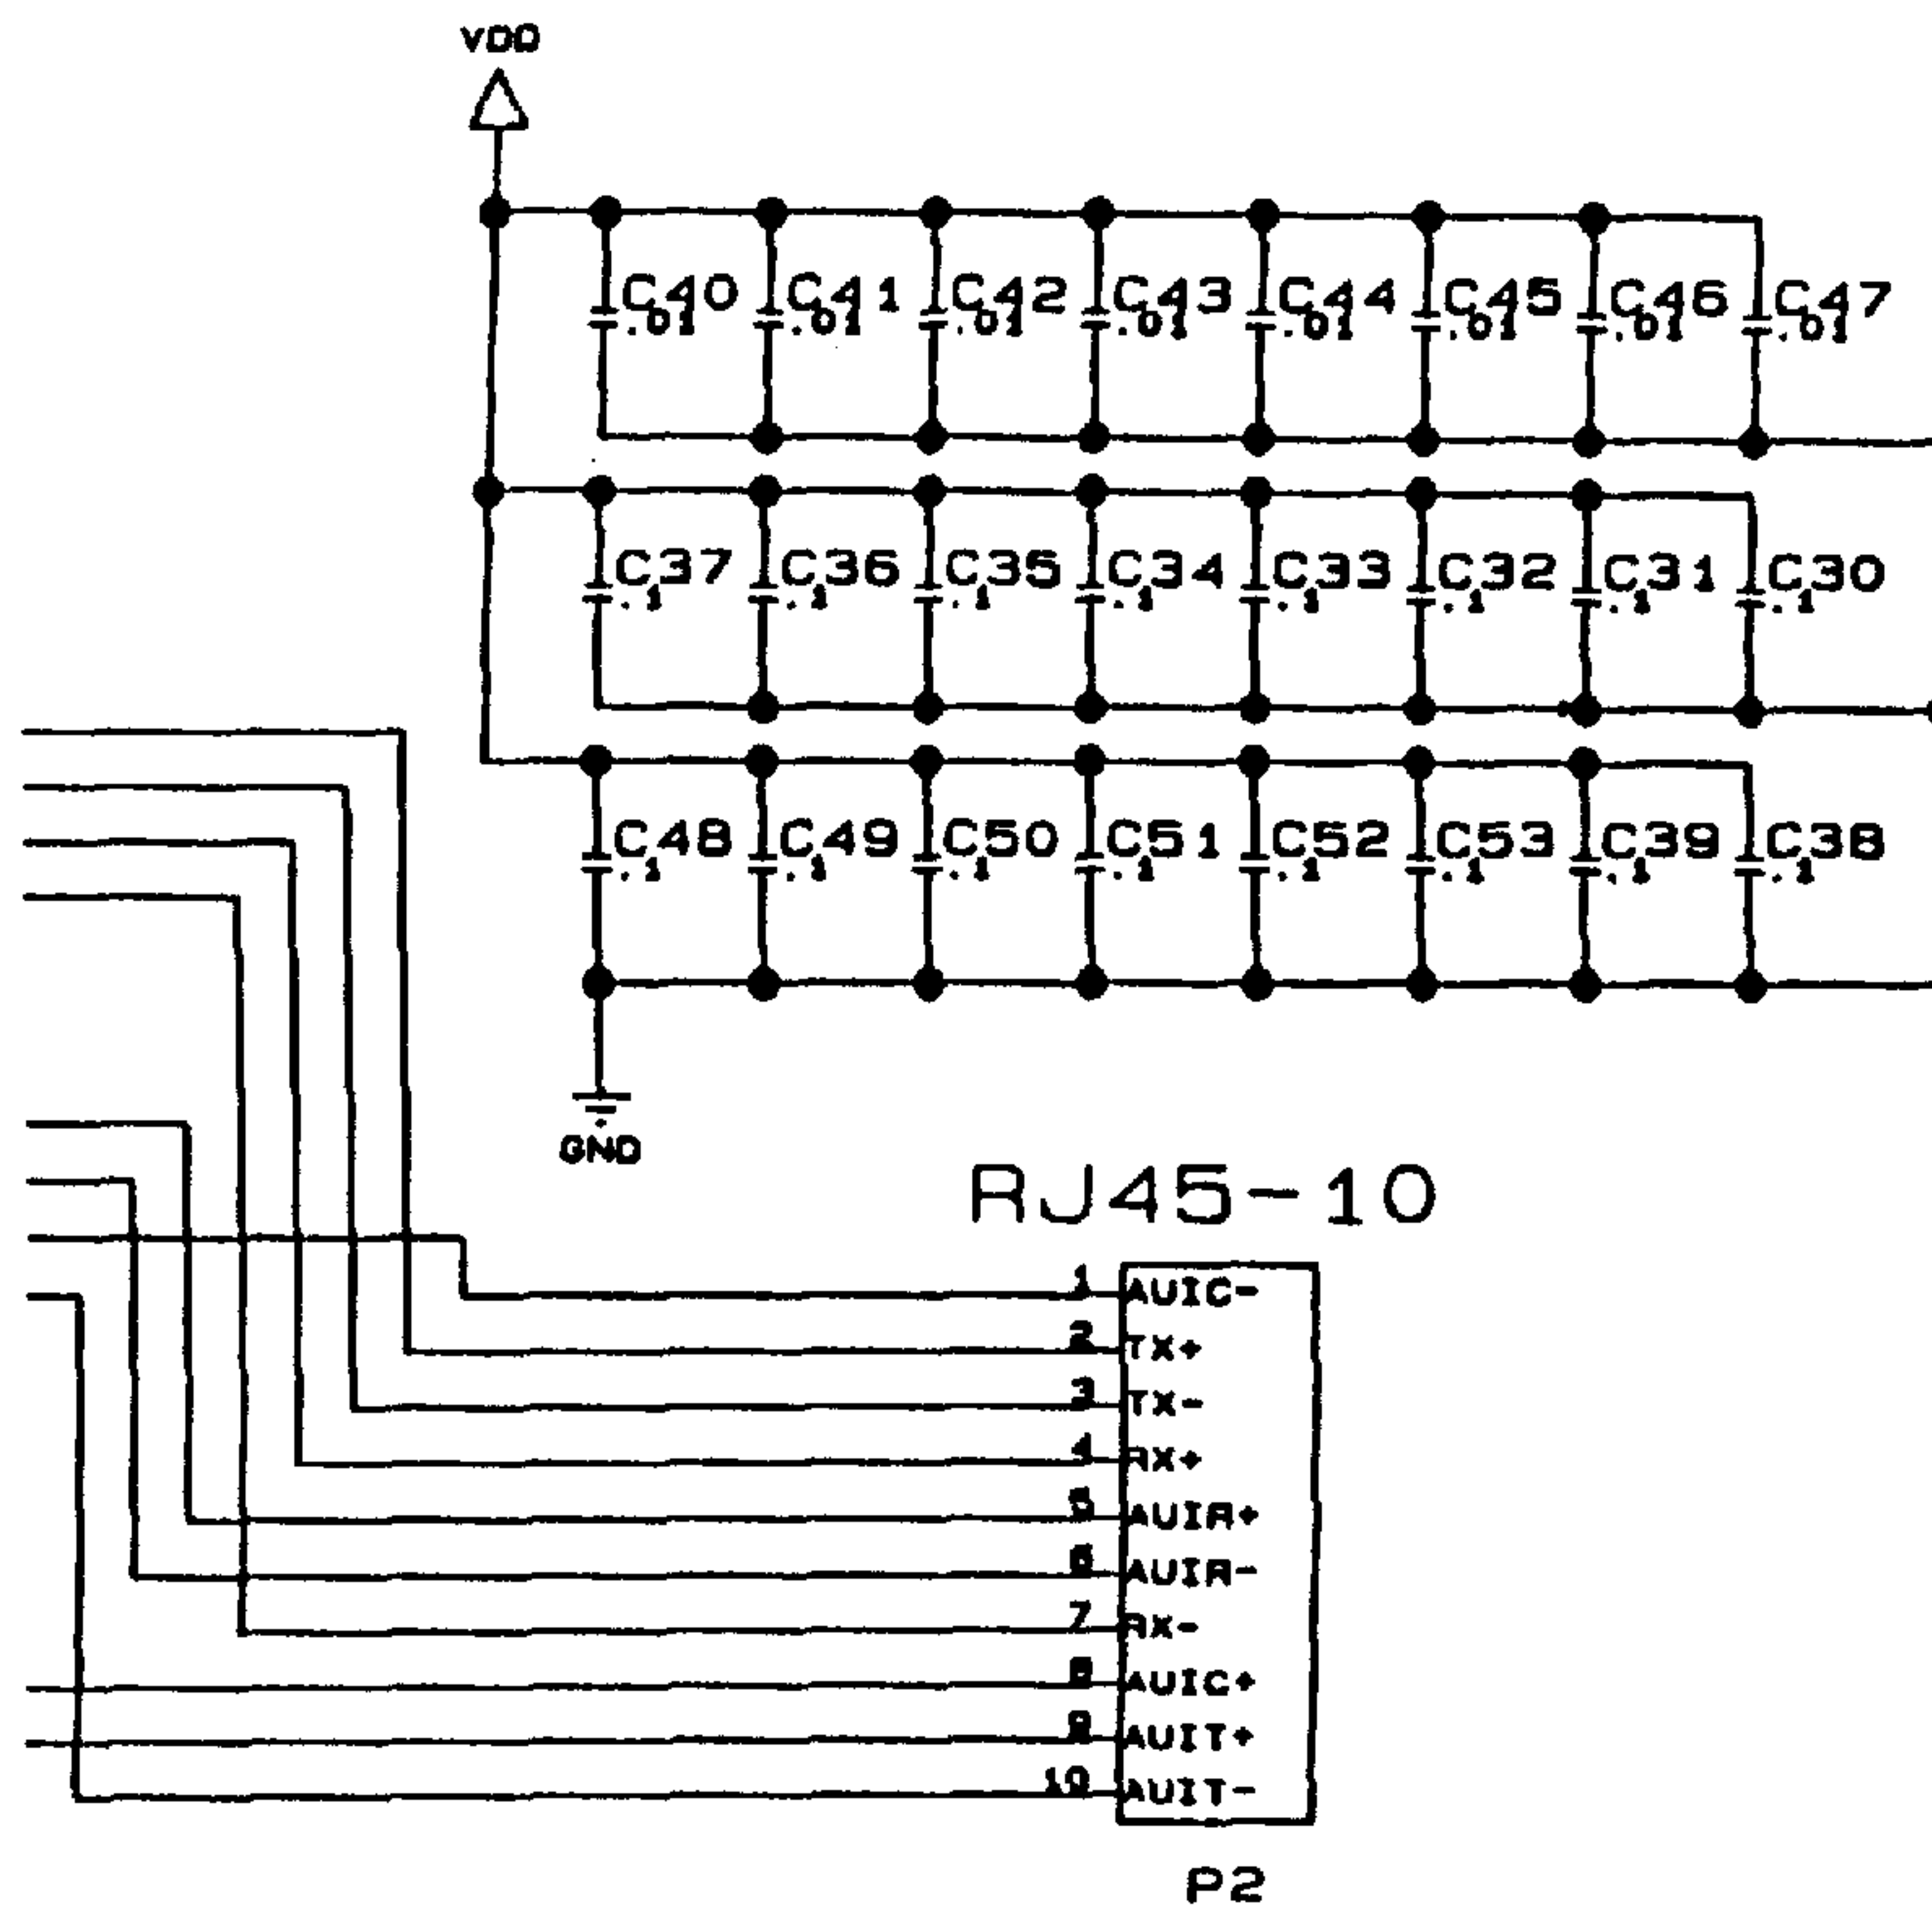 VDD
C40 C41 C42 C43 C44 C45 C46 C47
.01 .01 .01 .01 .01 .01 .01 .01
C37 C36 C35 C34 C33 C32 C31 C30
.1 .1 .1 .1 .1 .1 .1 .1
C48 C49 C50 C51 C52 C53 C39 C38
.1 .1 .1 .1 .1 .1 .1 .1
GND
RJ45-10
1 AUIC-
2 TX+
3 TX-
4 RX+
5 AUIR+
6 AUIR-
7 RX-
8 AUIC+
9 AUIT+
10 AUIT-
P2